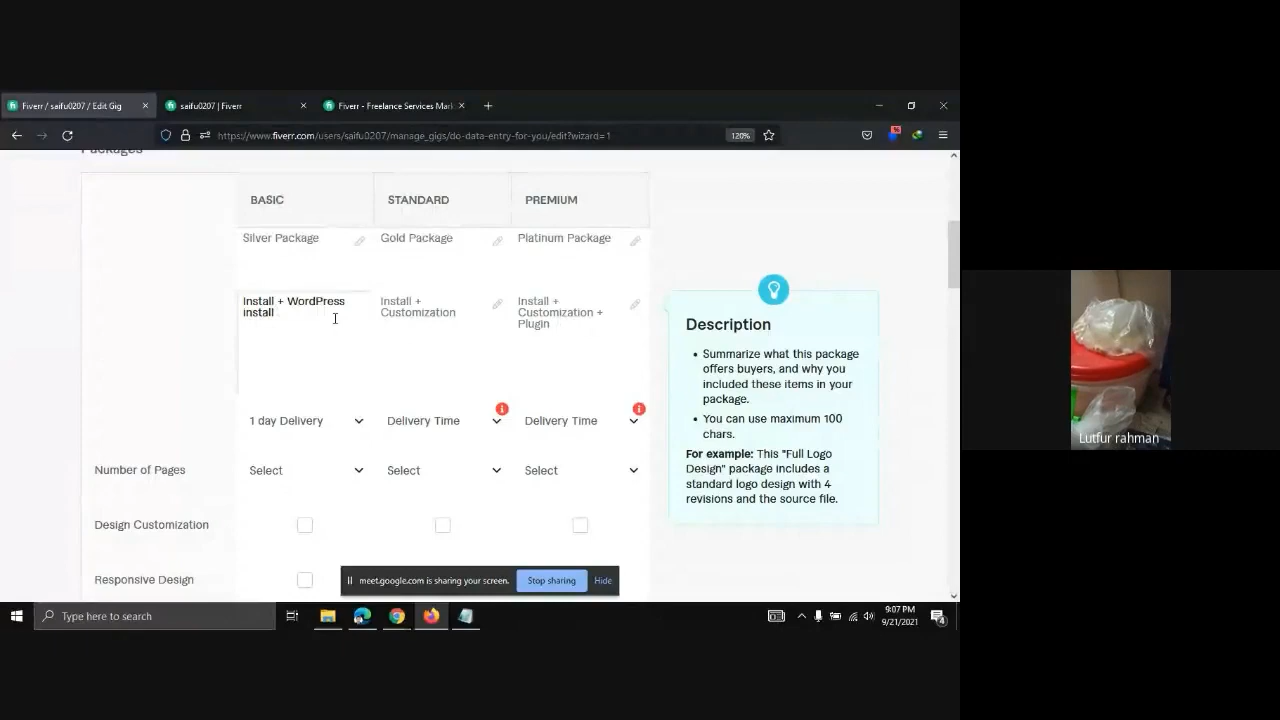 Fiverr / saifu0207 / Edit Gig
saifu0207 | Fiverr
Fiverr - Freelance Services Mark
https://www.fiverr.com/users/saifu0207/manage_gigs/do-data-entry-for-you/edit?wizard=1
120%
Packages
BASIC
STANDARD
PREMIUM
Silver Package
Gold Package
Platinum Package
Install + WordPress
install
Install +
Customization
Install +
Customization +
Plugin
1 day Delivery
Delivery Time
Delivery Time
Number of Pages
Select
Select
Select
Design Customization
Responsive Design
Description
• Summarize what this package
offers buyers, and why you
included these items in your
package.
• You can use maximum 100
chars.
For example: This "Full Logo
Design" package includes a
standard logo design with 4
revisions and the source file.
meet.google.com is sharing your screen.
Stop sharing
Hide
Type here to search
9:07 PM
9/21/2021
4
Lutfur rahman